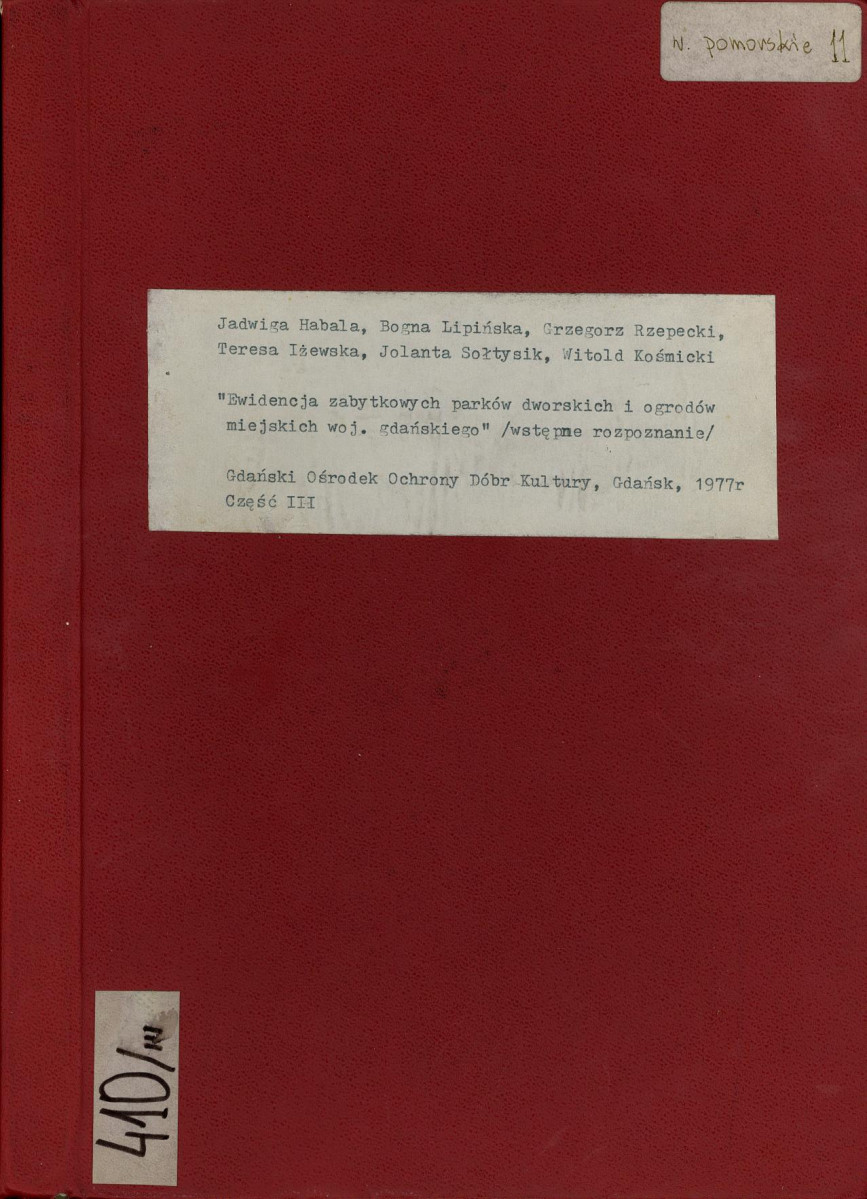 w. pomorskie 11
Jadwiga Habala, Bogna Lipińska, Grzegorz Rzepecki,
Teresa Iżewska, Jolanta Sołtysik, Witold Kośmicki
"Ewidencja zabytkowych parków dworskich i ogrodów
miejskich woj. gdańskiego" /wstępne rozpoznanie/
Gdański Ośrodek Ochrony Dóbr Kultury, Gdańsk, 1977r
Część III
410/III